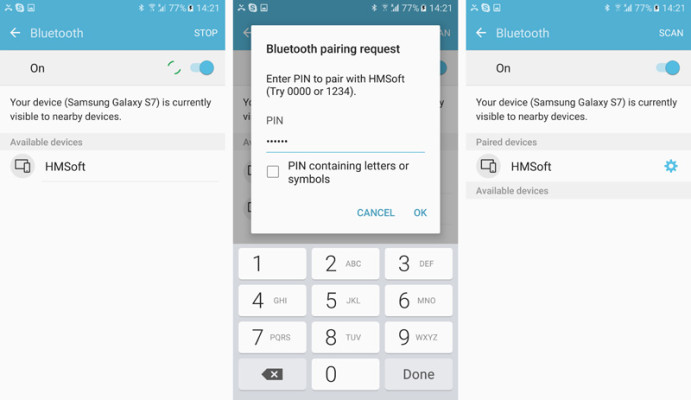 77% 14:21
Bluetooth STOP
On
Your device (Samsung Galaxy S7) is currently
visible to nearby devices.
Available devices
HMSoft
77% 14:21
Bluetooth pairing request
Enter PIN to pair with HMSoft
(Try 0000 or 1234).
PIN
••••••
PIN containing letters or
symbols
CANCEL OK
1 2 ABC 3 DEF
4 GHI 5 JKL 6 MNO
7 PQRS 8 TUV 9 WXYZ
0 Done
77% 14:21
Bluetooth SCAN
On
Your device (Samsung Galaxy S7) is currently
visible to nearby devices.
Paired devices
HMSoft
Available devices